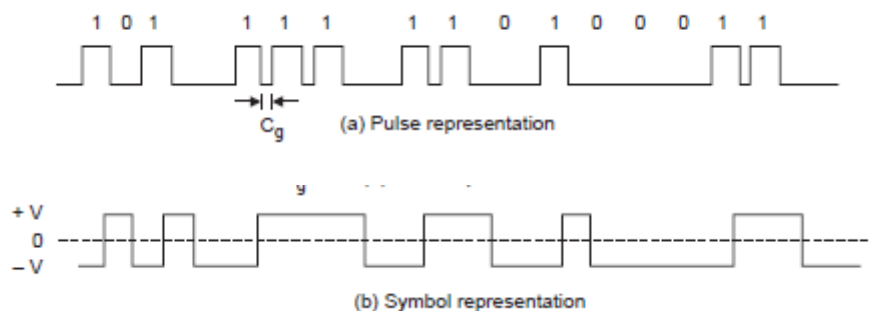 1 0 1 1 1 1 1 1 0 1 0 0 0 1 1
Cg
(a) Pulse representation
+ V
0
– V
(b) Symbol representation